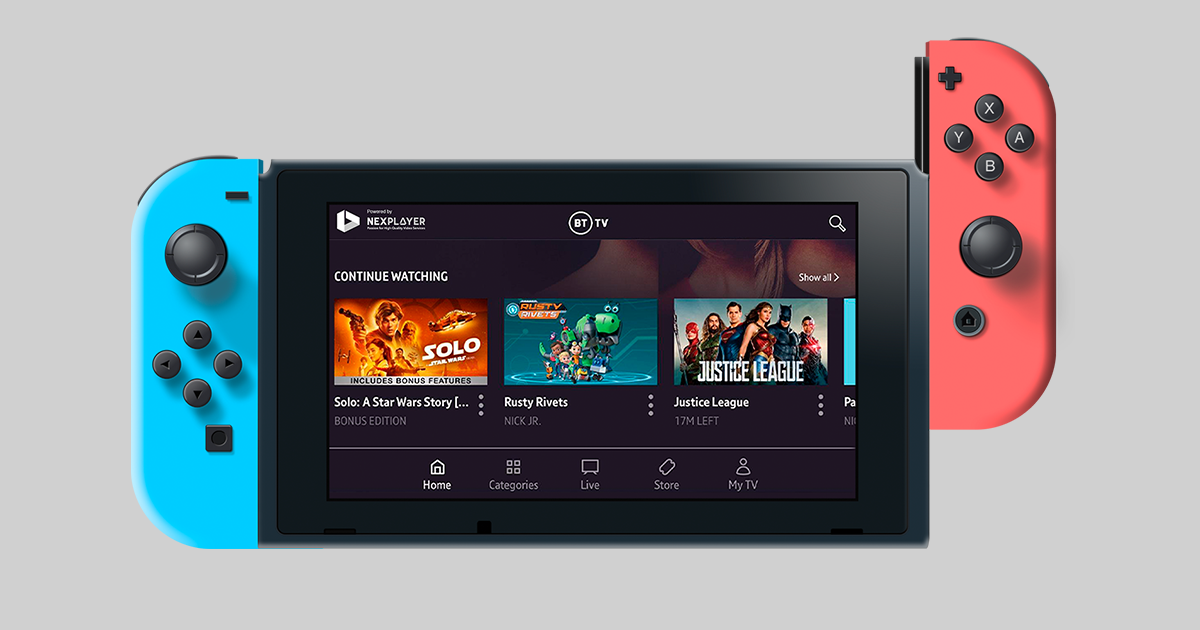 X
Y
A
B
Powered by
NEXPLAYER
Passion for High Quality Video Services
BT TV
CONTINUE WATCHING
Show all
SOLO
STAR WARS
INCLUDES BONUS FEATURES
RUSTY
RIVETS
JUSTICE LEAGUE
Solo: A Star Wars Story [...
Rusty Rivets
Justice League
Pa
BONUS EDITION
NICK JR.
17M LEFT
NI
Home
Categories
Live
Store
My TV